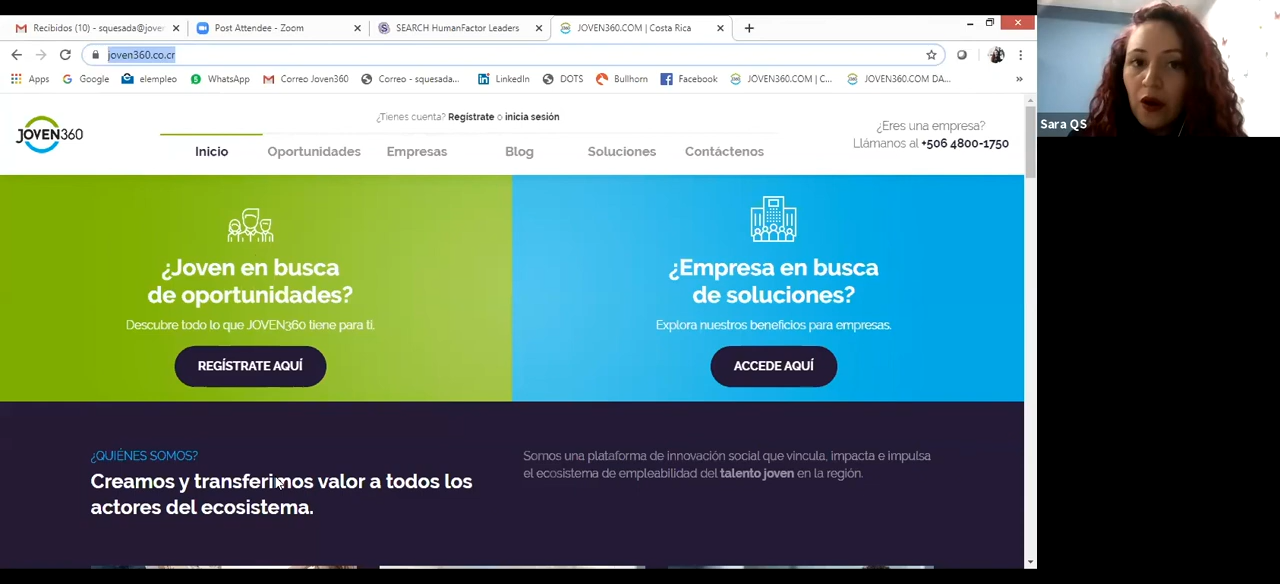 Recibidos (10) - squesada@joven
Post Attendee - Zoom
SEARCH HumanFactor Leaders
JOVEN360.COM | Costa Rica
joven360.co.cr
Apps
Google
elempleo
WhatsApp
Correo Joven360
Correo - squesada...
LinkedIn
DOTS
Bullhorn
Facebook
JOVEN360.COM | C...
JOVEN360.COM DA...
JOVEN360
¿Tienes cuenta? Regístrate o inicia sesión
Inicio
Oportunidades
Empresas
Blog
Soluciones
Contáctenos
¿Eres una empresa?
Llámanos al +506 4800-1750
Sara QS
¿Joven en busca
de oportunidades?
Descubre todo lo que JOVEN360 tiene para ti.
REGÍSTRATE AQUÍ
¿Empresa en busca
de soluciones?
Explora nuestros beneficios para empresas.
ACCEDE AQUÍ
¿QUIÉNES SOMOS?
Creamos y transferimos valor a todos los
actores del ecosistema.
Somos una plataforma de innovación social que vincula, impacta e impulsa
el ecosistema de empleabilidad del talento joven en la región.